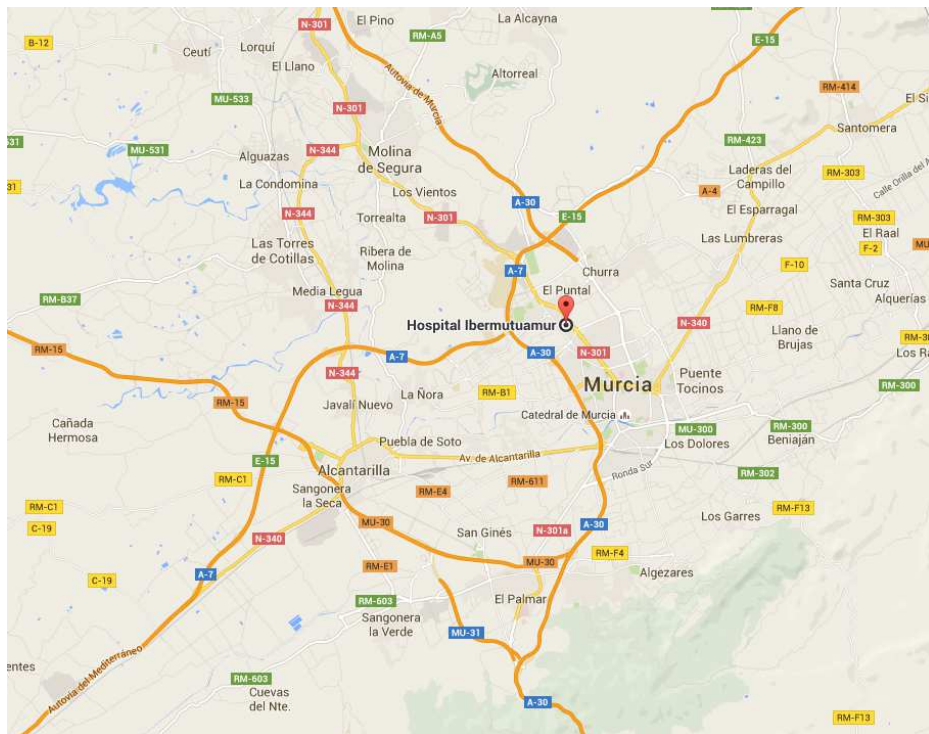 N-301
El Pino
La Alcayna
RM-A5
E-15
B-12
Ceutí
Lorquí
El Llano
Autovía de Murcia
Altorreal
RM-414
MU-533
El Si
N-301
Santomera
531
MU-531
N-344
RM-423
Alguazas
Molina
de Segura
Laderas del
Campillo
RM-303
31
La Condomina
Los Vientos
A-4
Calle Orilla del
N-344
Torrealta
N-301
A-30
E-15
El Esparragal
RM-303
El Raal
MU
Las Torres
de Cotillas
Ribera de
Molina
Las Lumbreras
F-2
A-7
Churra
F-10
Santa Cruz
RM-B37
Media Legua
El Puntal
Alquerías
N-344
RM-F8
Hospital Ibermutuamur
N-340
Llano de
Brujas
RM-30
RM-15
A-7
A-30
N-301
Los Ra
N-344
La Ñora
RM-B1
Murcia
Puente
Tocinos
RM-300
RM-15
Javalí Nuevo
Catedral de Murcia
Cañada
Hermosa
Puebla de Soto
MU-300
RM-300
Los Dolores
Beniaján
E-15
Av. de Alcantarilla
Alcantarilla
Ronda Sur
RM-302
RM-C1
Sangonera
la Seca
RM-E4
RM-611
RM-C1
RM-F13
C-19
MU-30
Los Garres
N-340
San Ginés
N-301a
A-30
RM-F4
A-7
C-19
RM-E1
MU-30
Algezares
RM-603
El Palmar
Sangonera
la Verde
MU-31
entes
Autovía del Mediterráneo
RM-603
Cuevas
del Nte.
A-30
RM-F13